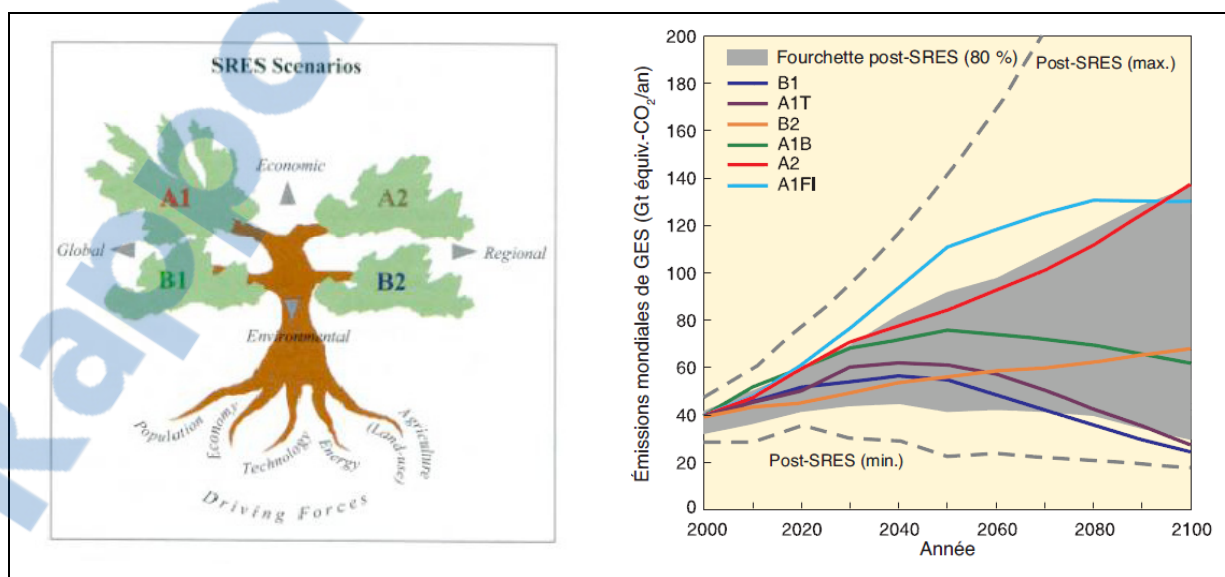 SRES Scenarios
Economic
A1
A2
Global
Regional
B1
B2
Environmental
Population
Economy
Technology
Energy
Agriculture
(Land-use)
Driving Forces
Kappa
Émissions mondiales de GES (Gt équiv.-CO₂/an)
200
180
160
140
120
100
80
60
40
20
0
Fourchette post-SRES (80 %)
Post-SRES (max.)
B1
A1T
B2
A1B
A2
A1FI
Post-SRES (min.)
2000
2020
2040
2060
2080
2100
Année